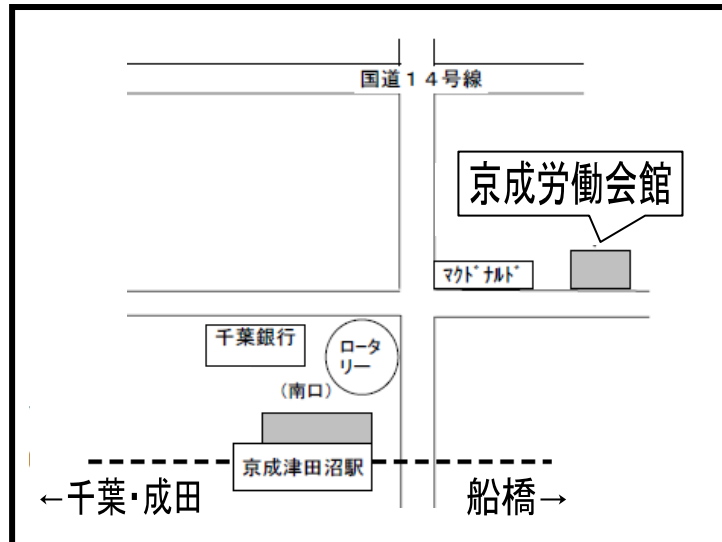 国道１４号線
京成労働会館
ﾏｸﾄﾞﾅﾙﾄﾞ
千葉銀行
ロータ
リー
（南口）
京成津田沼駅
←千葉・成田
船橋→